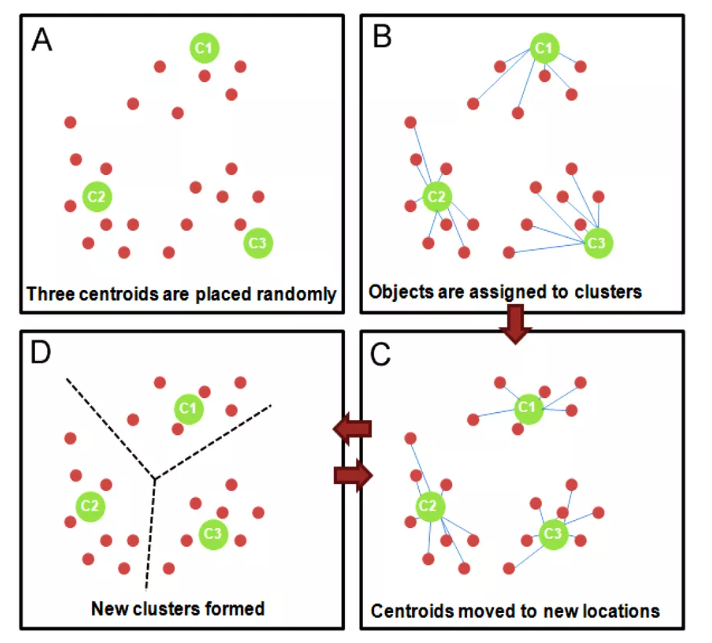 A
C1
C2
C3
Three centroids are placed randomly
B
C1
C2
C3
Objects are assigned to clusters
D
C1
C2
C3
New clusters formed
C
C1
C2
C3
Centroids moved to new locations